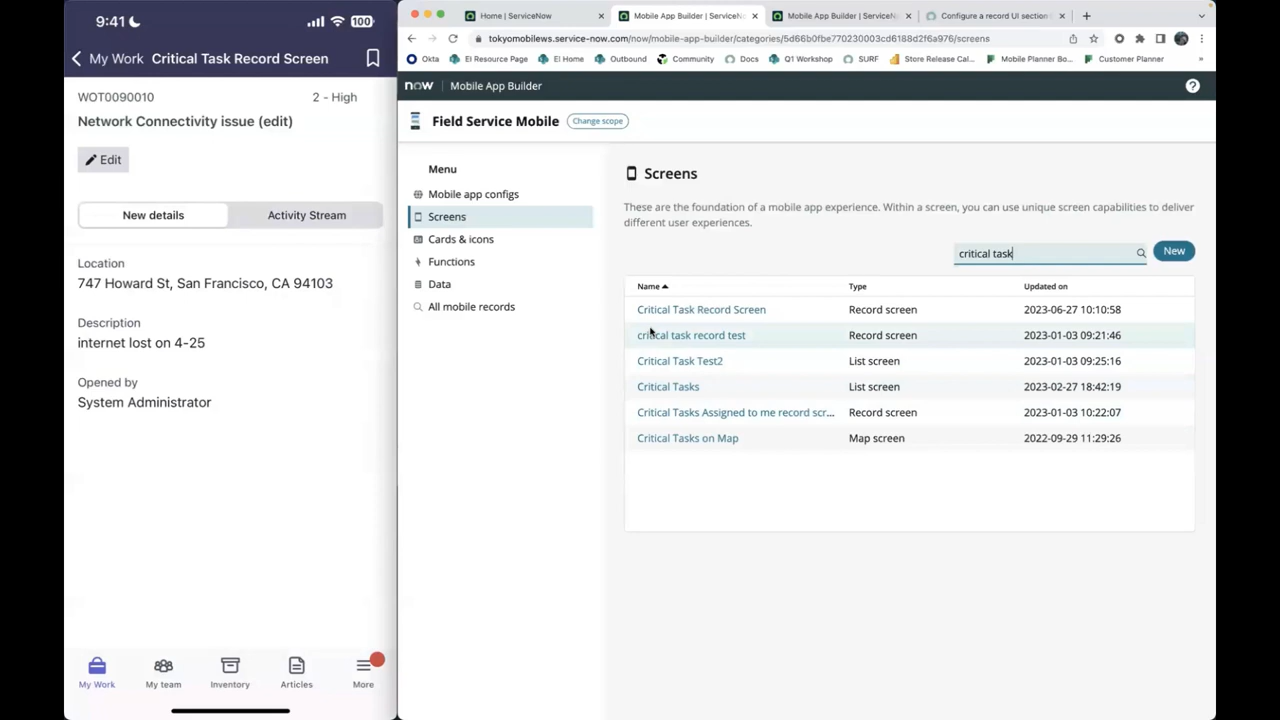 9:41
100
My Work
Critical Task Record Screen
WOT0090010
2 - High
Network Connectivity issue (edit)
Edit
New details
Activity Stream
Location
747 Howard St, San Francisco, CA 94103
Description
internet lost on 4-25
Opened by
System Administrator
My Work
My team
Inventory
Articles
More
Home | ServiceNow
Mobile App Builder | ServiceN
Mobile App Builder | ServiceN
Configure a record UI section
tokyomobilews.service-now.com/now/mobile-app-builder/categories/5d66b0fbe770230003cd6188d2f6a976/screens
Okta
EI Resource Page
EI Home
Outbound
Community
Docs
Q1 Workshop
SURF
Store Release Cal...
Mobile Planner Bo...
Customer Planner
»
now
Mobile App Builder
?
Field Service Mobile
Change scope
Menu
Mobile app configs
Screens
Cards & icons
Functions
Data
All mobile records
Screens
These are the foundation of a mobile app experience. Within a screen, you can use unique screen capabilities to deliver
different user experiences.
critical task
New
Name
Type
Updated on
Critical Task Record Screen
Record screen
2023-06-27 10:10:58
critical task record test
Record screen
2023-01-03 09:21:46
Critical Task Test2
List screen
2023-01-03 09:25:16
Critical Tasks
List screen
2023-02-27 18:42:19
Critical Tasks Assigned to me record scr...
Record screen
2023-01-03 10:22:07
Critical Tasks on Map
Map screen
2022-09-29 11:29:26